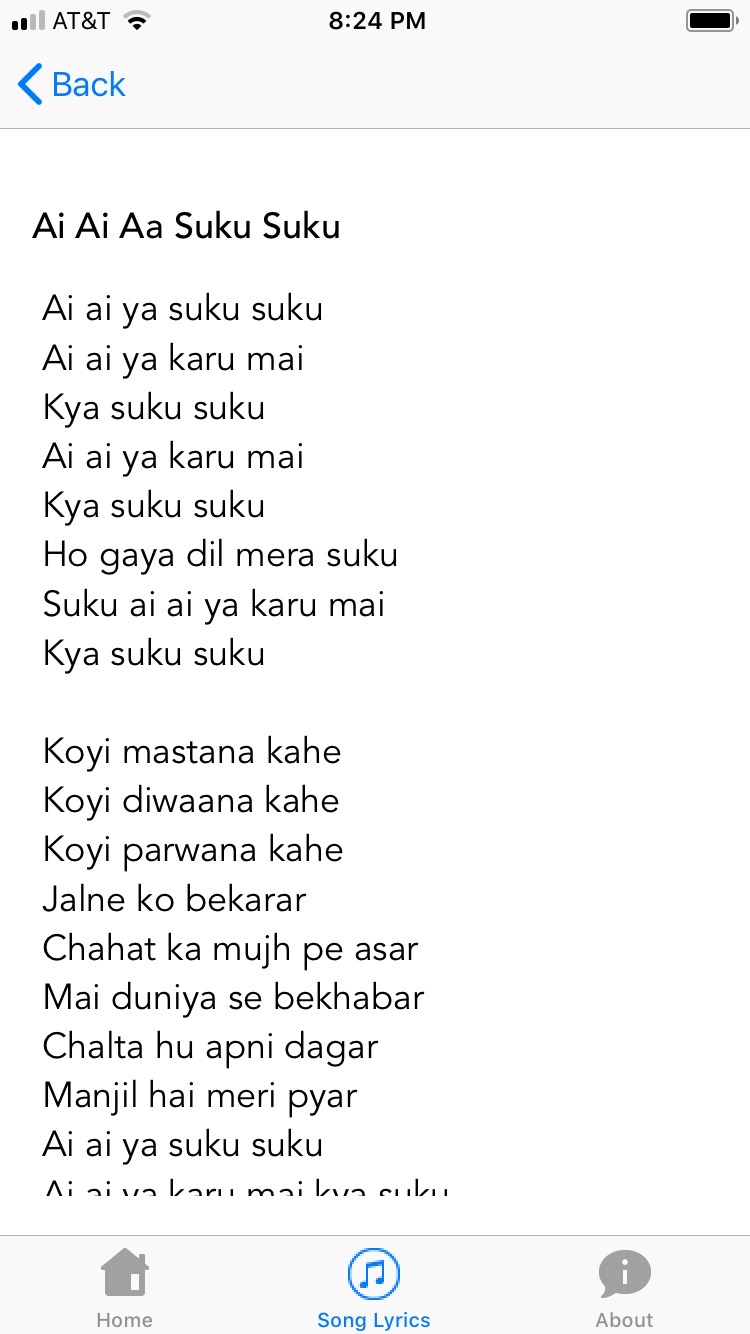 AT&T 8:24 PM
Back
Ai Ai Aa Suku Suku
Ai ai ya suku suku
Ai ai ya karu mai
Kya suku suku
Ai ai ya karu mai
Kya suku suku
Ho gaya dil mera suku
Suku ai ai ya karu mai
Kya suku suku
Koyi mastana kahe
Koyi diwaana kahe
Koyi parwana kahe
Jalne ko bekarar
Chahat ka mujh pe asar
Mai duniya se bekhabar
Chalta hu apni dagar
Manjil hai meri pyar
Ai ai ya suku suku
Ai ai ya karu mai kya suku
Home Song Lyrics About